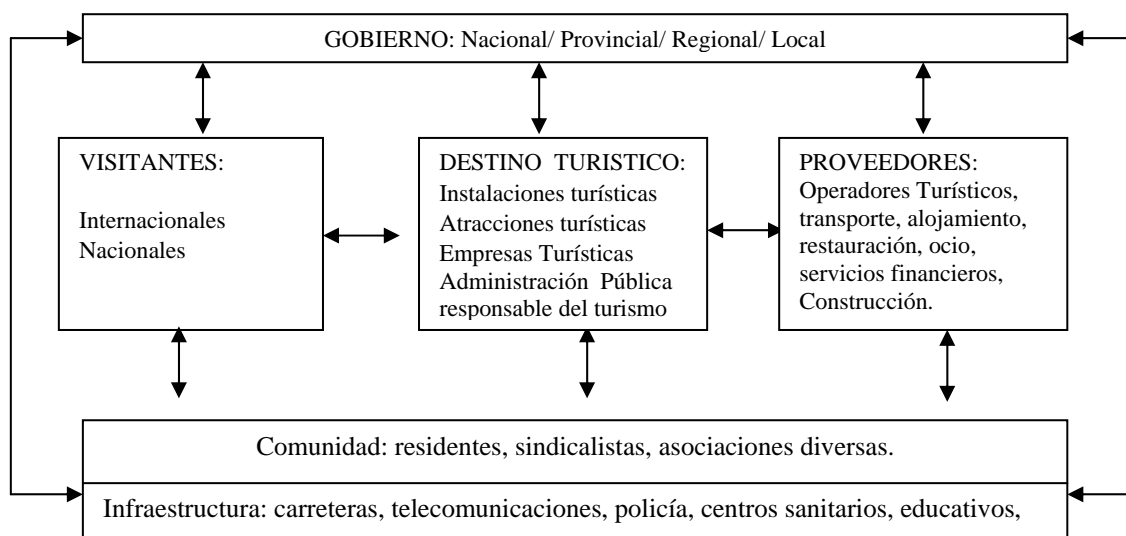 GOBIERNO: Nacional/ Provincial/ Regional/ Local
VISITANTES:
Internacionales
Nacionales
DESTINO TURISTICO:
Instalaciones turísticas
Atracciones turísticas
Empresas Turísticas
Administración Pública
responsable del turismo
PROVEEDORES:
Operadores Turísticos,
transporte, alojamiento,
restauración, ocio,
servicios financieros,
Construcción.
Comunidad: residentes, sindicalistas, asociaciones diversas.
Infraestructura: carreteras, telecomunicaciones, policía, centros sanitarios, educativos,